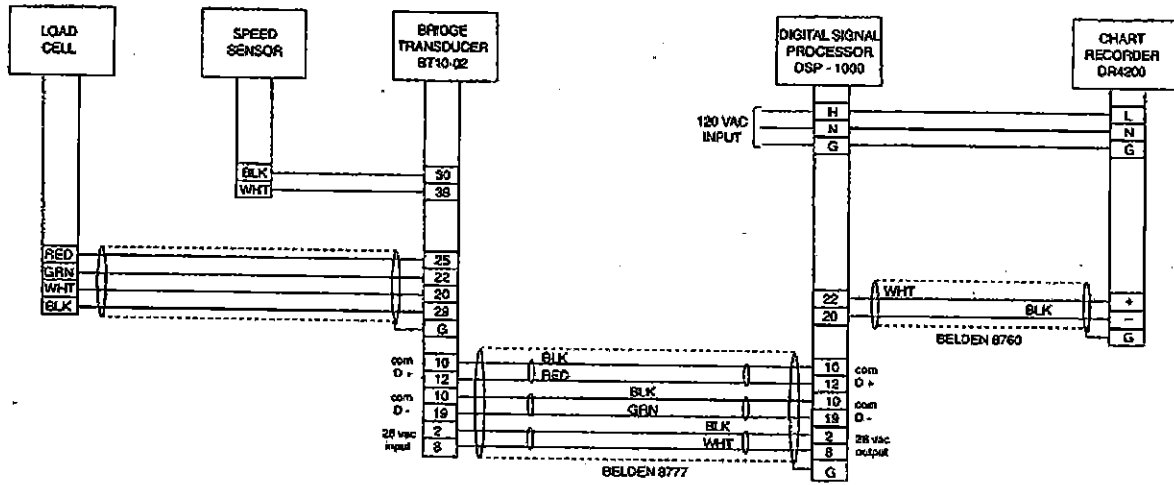 LOAD
CELL
SPEED
SENSOR
BRIDGE
TRANSDUCER
BT10-02
DIGITAL SIGNAL
PROCESSOR
DSP - 1000
CHART
RECORDER
DR4200
120 VAC
INPUT
H
N
G
L
N
G
BLK
WHT
30
38
RED
GRN
WHT
BLK
25
22
20
29
G
22
20
WHT
BLK
+
-
G
BELDEN 8760
com
D +
com
D -
28 vac
input
10
12
10
19
2
8
BLK
RED
BLK
GRN
BLK
WHT
10
12
10
19
2
8
G
com
D +
com
D -
28 vac
output
BELDEN 8777